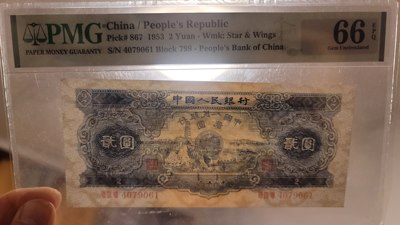 PMG
PAPER MONEY GUARANTY
China / People's Republic
Pick# 867 1953 2 Yuan - Wmk: Star & Wings
S/N 4079061 Block 798 - People's Bank of China
66 EPQ
Gem Uncirculated
中國人民銀行
貳圓
貳圓
4079061
4079061